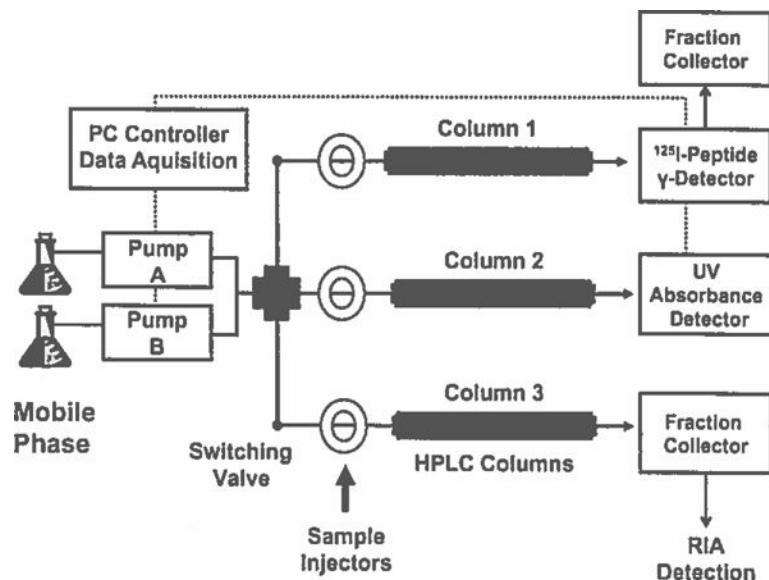 Fraction
Collector
PC Controller
Data Aquisition
Column 1
¹²⁵I-Peptide
γ-Detector
Pump
A
Column 2
UV
Absorbance
Detector
Pump
B
Mobile
Phase
Switching
Valve
Column 3
HPLC Columns
Fraction
Collector
Sample
Injectors
RIA
Detection